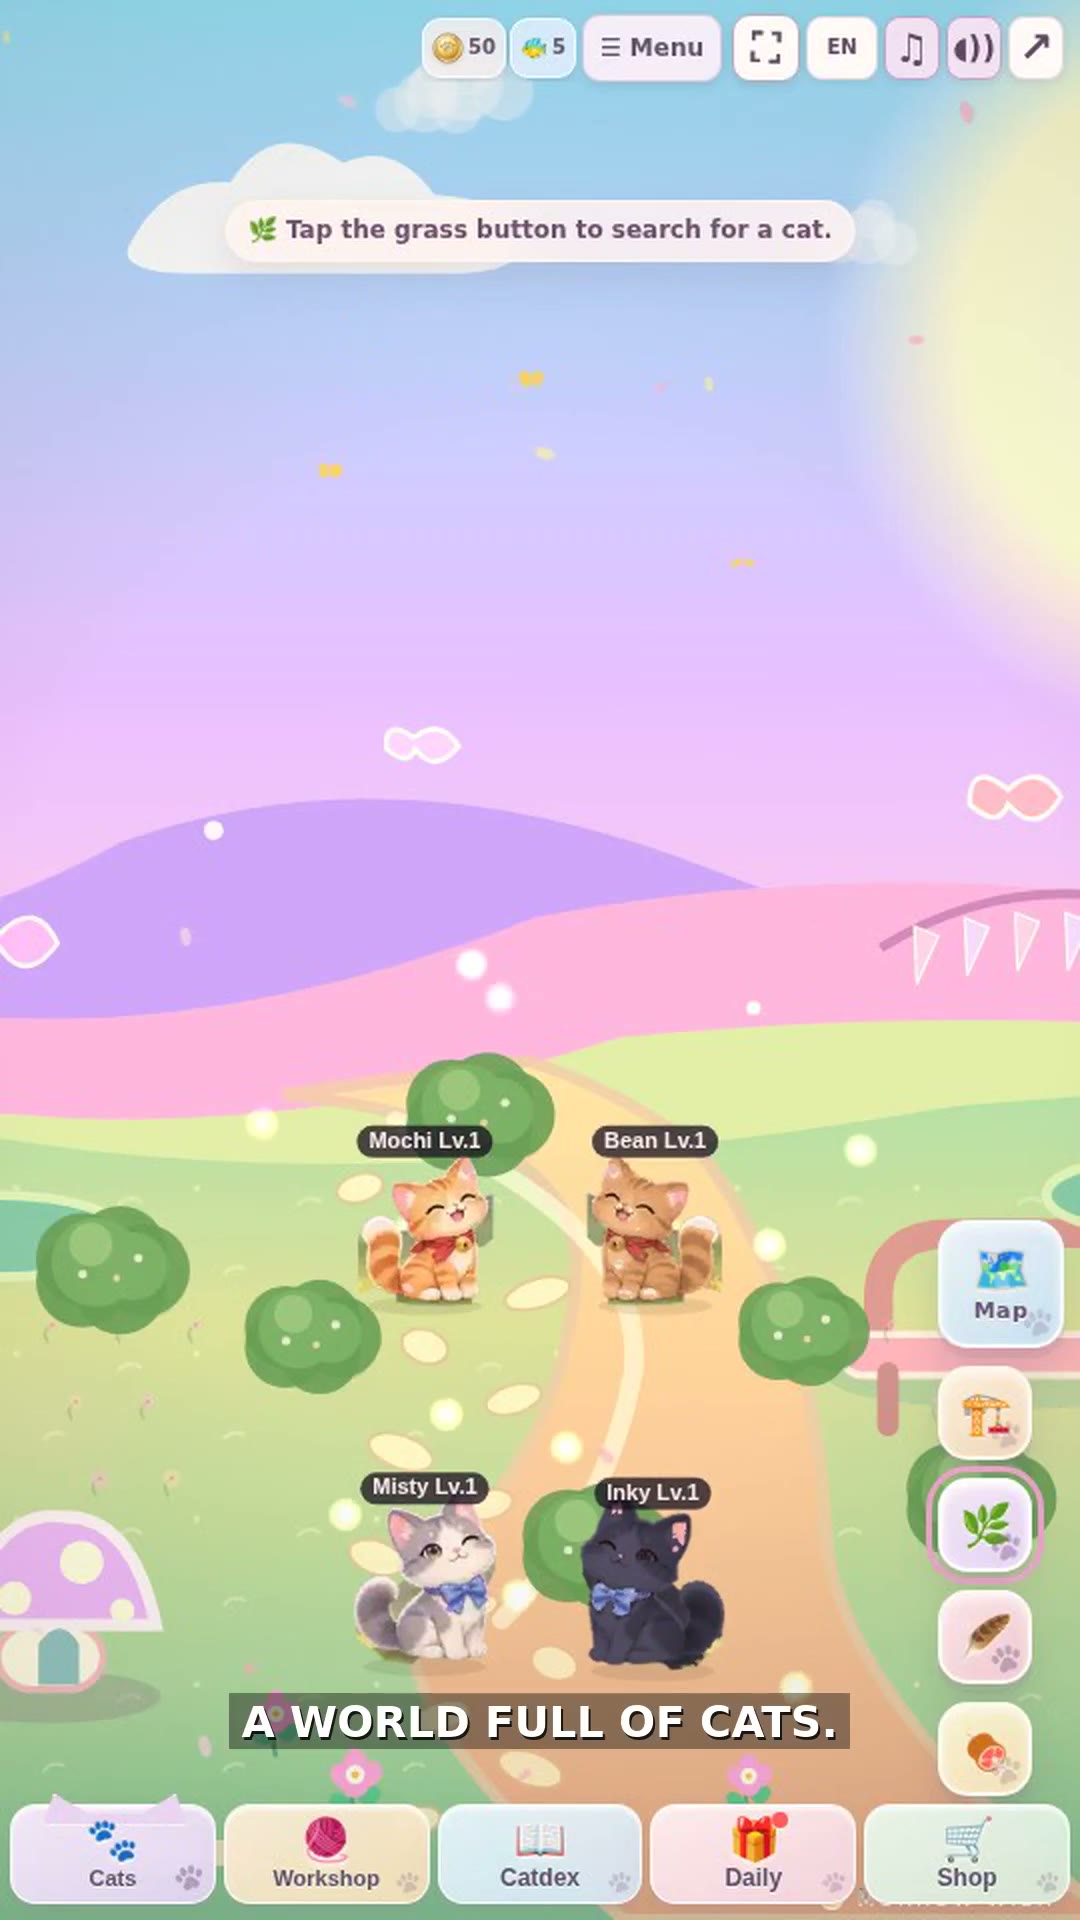 50
5
☰ Menu
EN
Tap the grass button to search for a cat.
Mochi Lv.1
Bean Lv.1
Map
Misty Lv.1
Inky Lv.1
A WORLD FULL OF CATS.
Cats
Workshop
Catdex
Daily
Shop